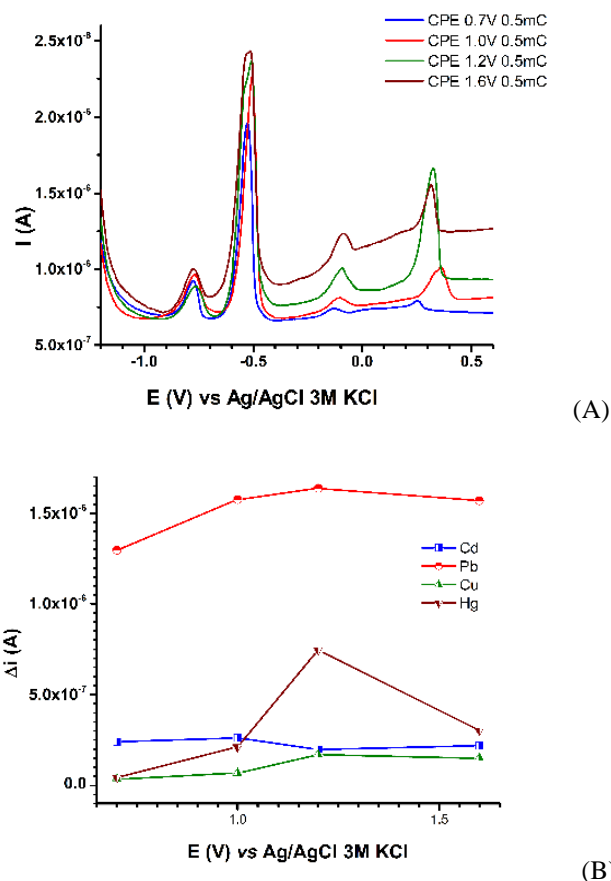 CPE 0.7V 0.5mC
CPE 1.0V 0.5mC
CPE 1.2V 0.5mC
CPE 1.6V 0.5mC
2.5x10⁻⁶
2.0x10⁻⁶
1.5x10⁻⁶
1.0x10⁻⁶
5.0x10⁻⁷
I (A)
-1.0 -0.5 0.0 0.5
E (V) vs Ag/AgCl 3M KCl
(A)
1.5x10⁻⁶
1.0x10⁻⁶
5.0x10⁻⁷
0.0
Δi (A)
Cd
Pb
Cu
Hg
1.0 1.5
E (V) vs Ag/AgCl 3M KCl
(B)